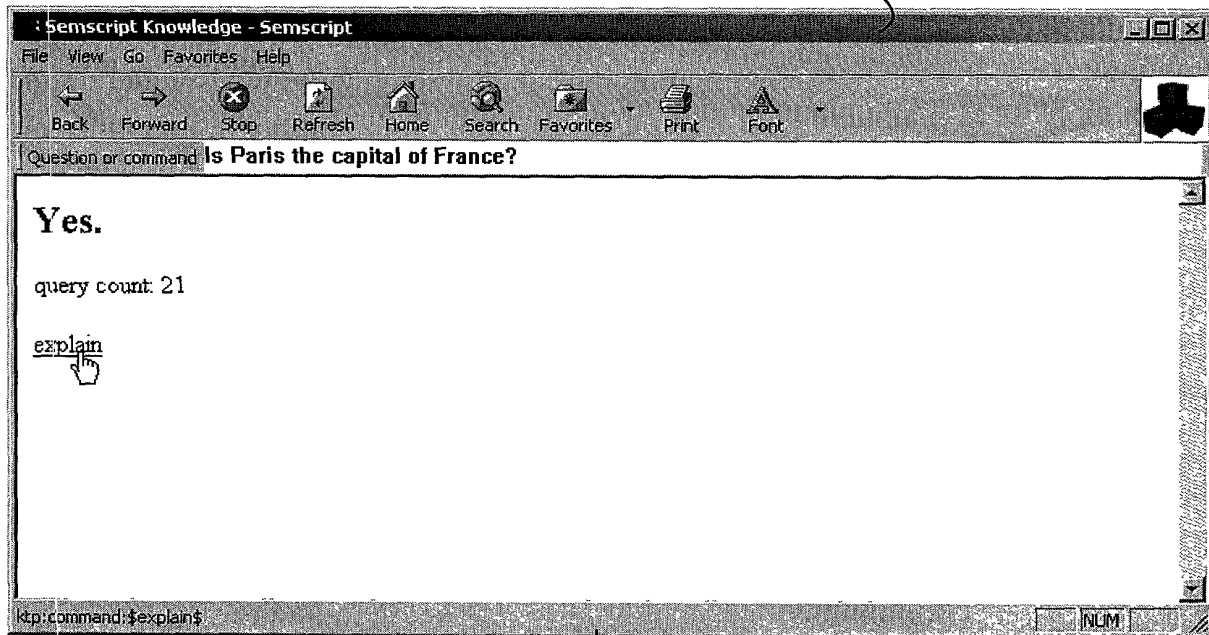 Semscript Knowledge - Semscript
File View Go Favorites Help
Back Forward Stop Refresh Home Search Favorites Print Font
Question or command Is Paris the capital of France?
Yes.
query count: 21
explain
ktp:command:$explain$ NUM